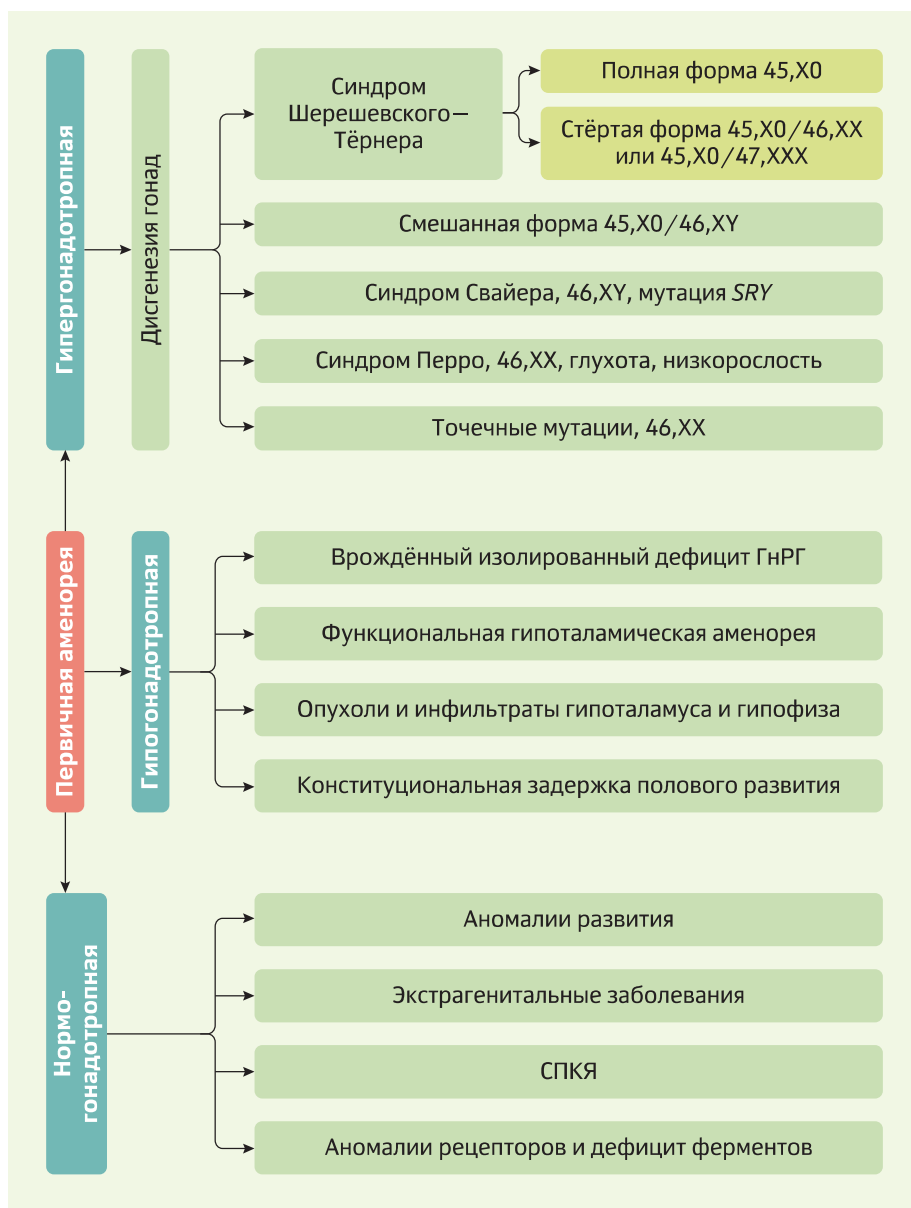 Гипергонадотропная
Дисгенезия гонад
Синдром
Шерешевского—
Тёрнера
Полная форма 45,X0
Стёртая форма 45,X0/46,XX
или 45,X0/47,XXX
Смешанная форма 45,X0/46,XY
Синдром Свайера, 46,XY, мутация SRY
Синдром Перро, 46,XX, глухота, низкорослость
Точечные мутации, 46,XX
Первичная аменорея
Гипогонадотропная
Врождённый изолированный дефицит ГнРГ
Функциональная гипоталамическая аменорея
Опухоли и инфильтраты гипоталамуса и гипофиза
Конституциональная задержка полового развития
Нормо-
гонадотропная
Аномалии развития
Экстрагенитальные заболевания
СПКЯ
Аномалии рецепторов и дефицит ферментов